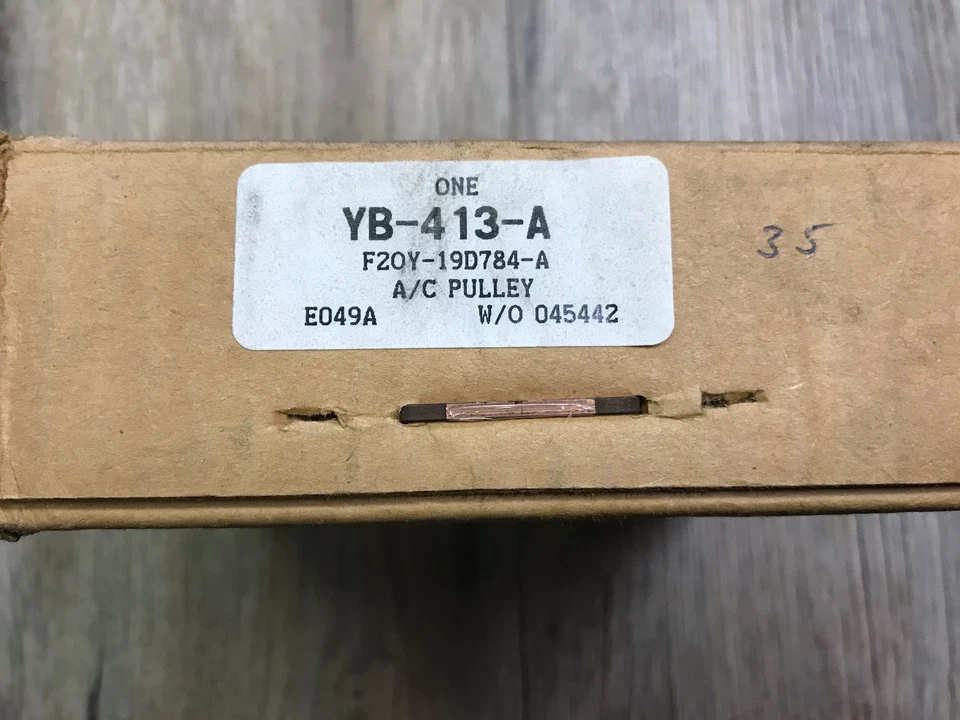 ONE
YB-413-A
F2OY-19D784-A
A/C PULLEY
E049A W/O 045442
35